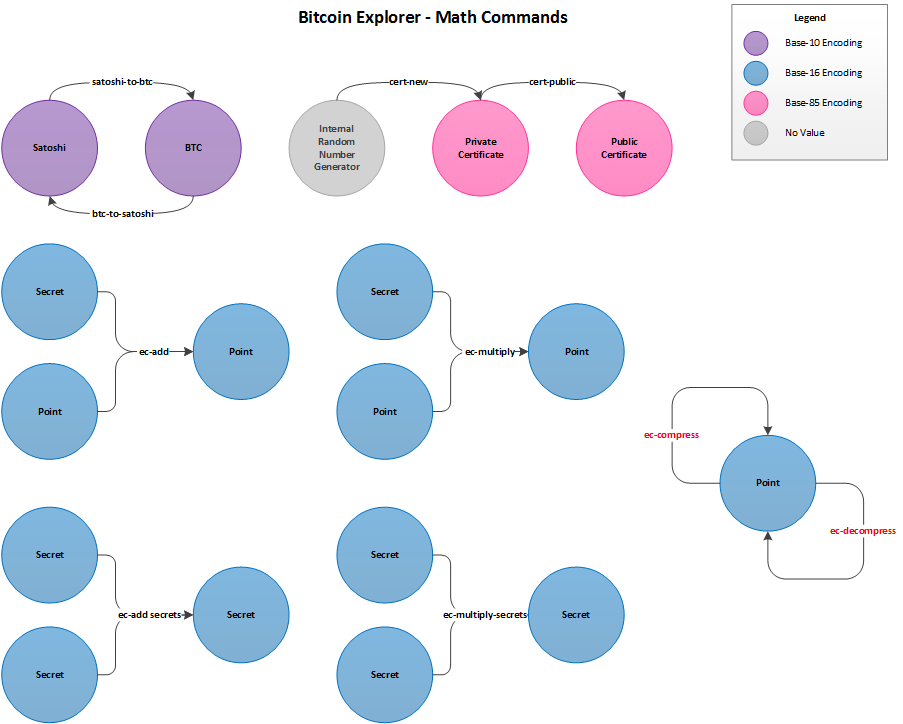 Bitcoin Explorer - Math Commands
Legend
Base-10 Encoding
Base-16 Encoding
Base-85 Encoding
No Value
satoshi-to-btc
Satoshi
BTC
btc-to-satoshi
cert-new
cert-public
Internal
Random
Number
Generator
Private
Certificate
Public
Certificate
Secret
Point
ec-add
Point
Secret
Point
ec-multiply
Point
ec-compress
Point
ec-decompress
Secret
Secret
ec-add secrets
Secret
Secret
Secret
ec-multiply-secrets
Secret